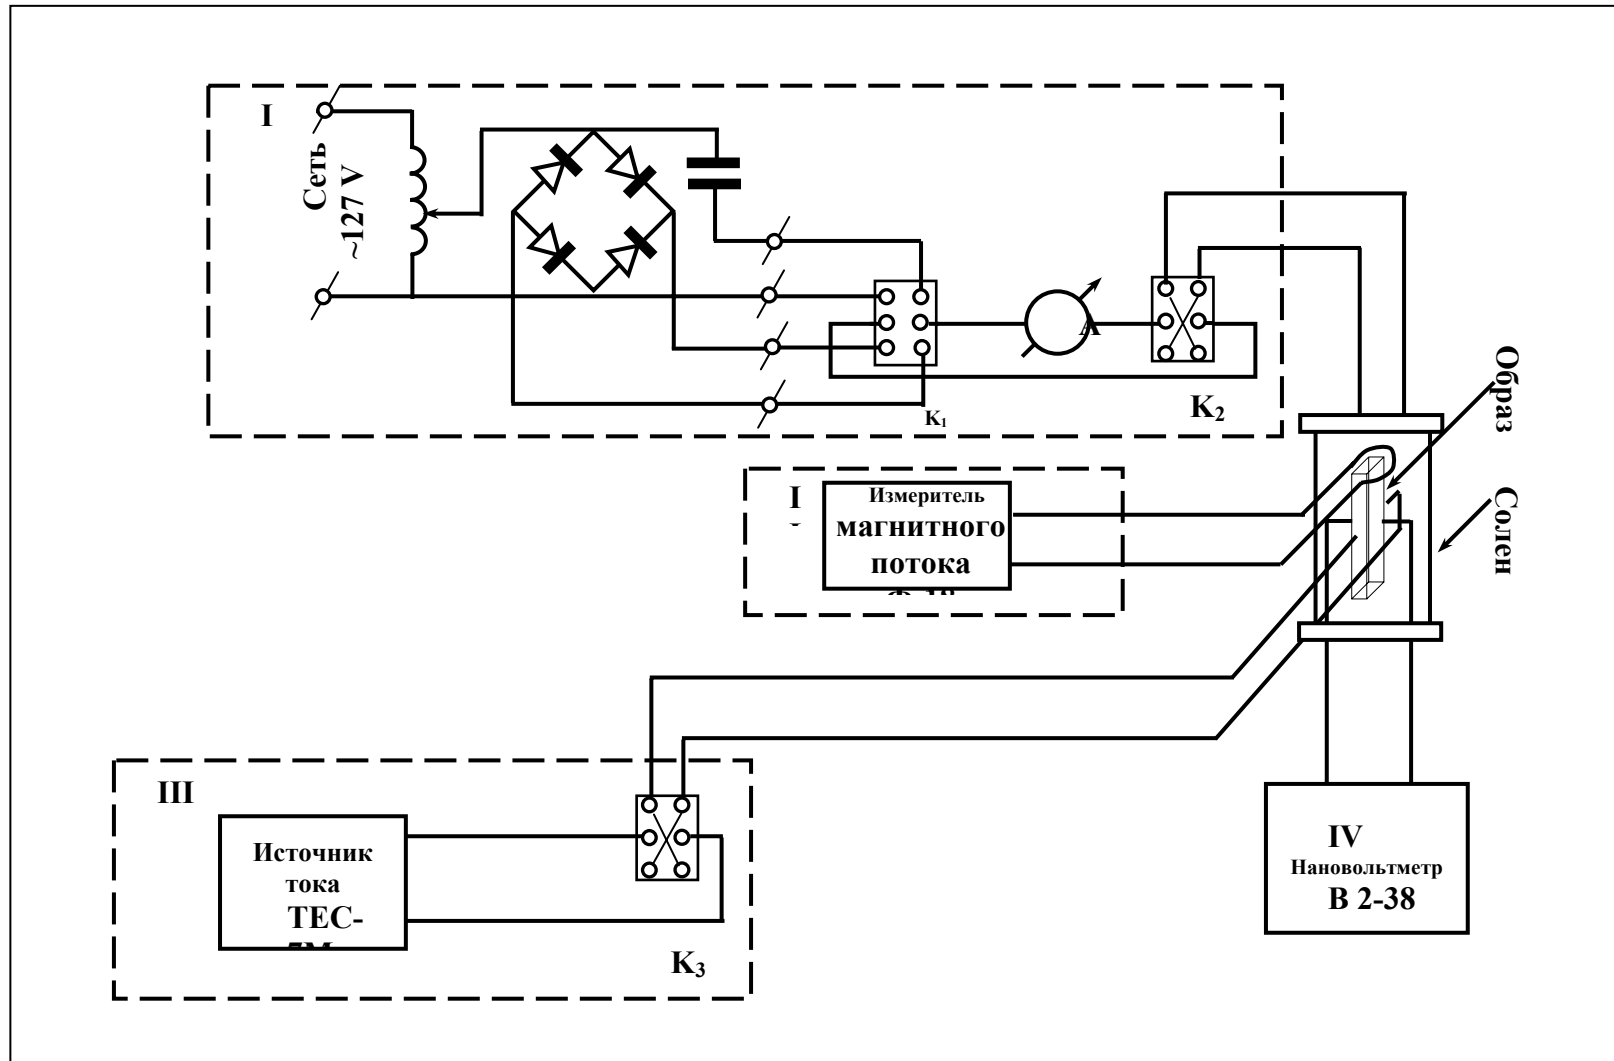 I
Сеть
~127 V
A
K₁
K₂
Образ
Солен
I
Измеритель
магнитного
потока
III
Источник
тока
ТЕС-
K₃
IV
Нановольтметр
В 2-38